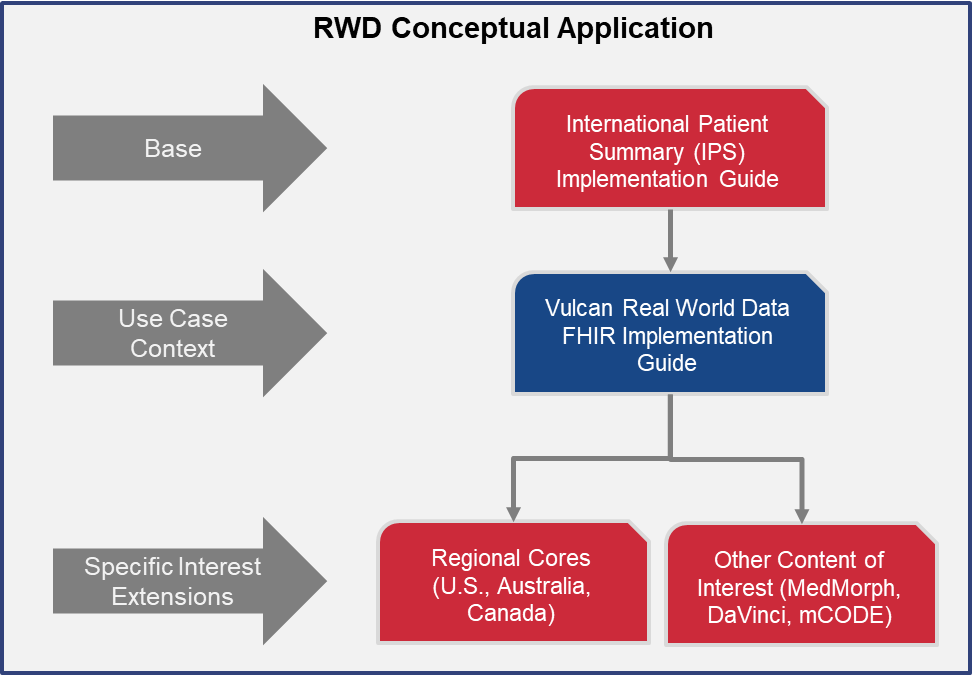 RWD Conceptual Application
Base
International Patient
Summary (IPS)
Implementation Guide
Use Case
Context
Vulcan Real World Data
FHIR Implementation
Guide
Specific Interest
Extensions
Regional Cores
(U.S., Australia,
Canada)
Other Content of
Interest (MedMorph,
DaVinci, mCODE)